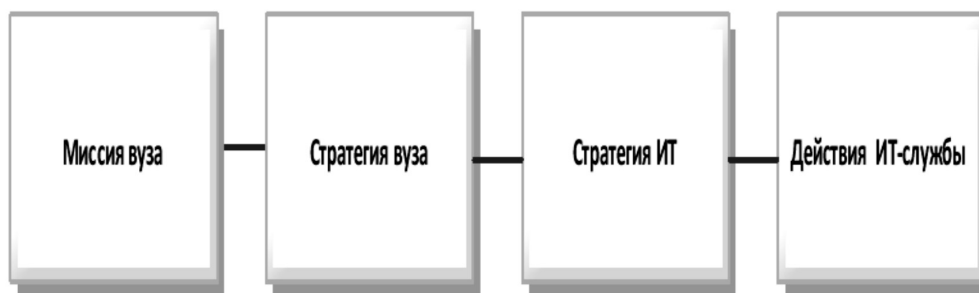 Миссия вуза
Стратегия вуза
Стратегия ИТ
Действия ИТ-службы